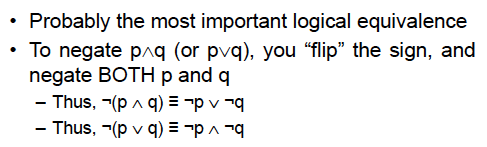 • Probably the most important logical equivalence
• To negate p∧q (or p∨q), you “flip” the sign, and
negate BOTH p and q
– Thus, ¬(p ∧ q) ≡ ¬p ∨ ¬q
– Thus, ¬(p ∨ q) ≡ ¬p ∧ ¬q